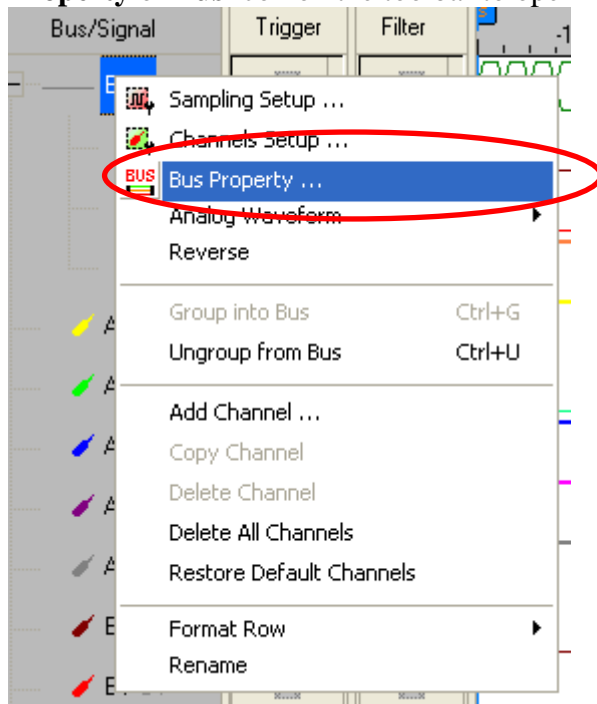 Bus/Signal Trigger Filter -1
Sampling Setup ...
Channels Setup ...
BUS Bus Property ...
Analog Waveform
Reverse
Group into Bus Ctrl+G
A
Ungroup from Bus Ctrl+U
A
Add Channel ...
A Copy Channel
Delete Channel
A
Delete All Channels
A Restore Default Channels
E Format Row
Rename
E